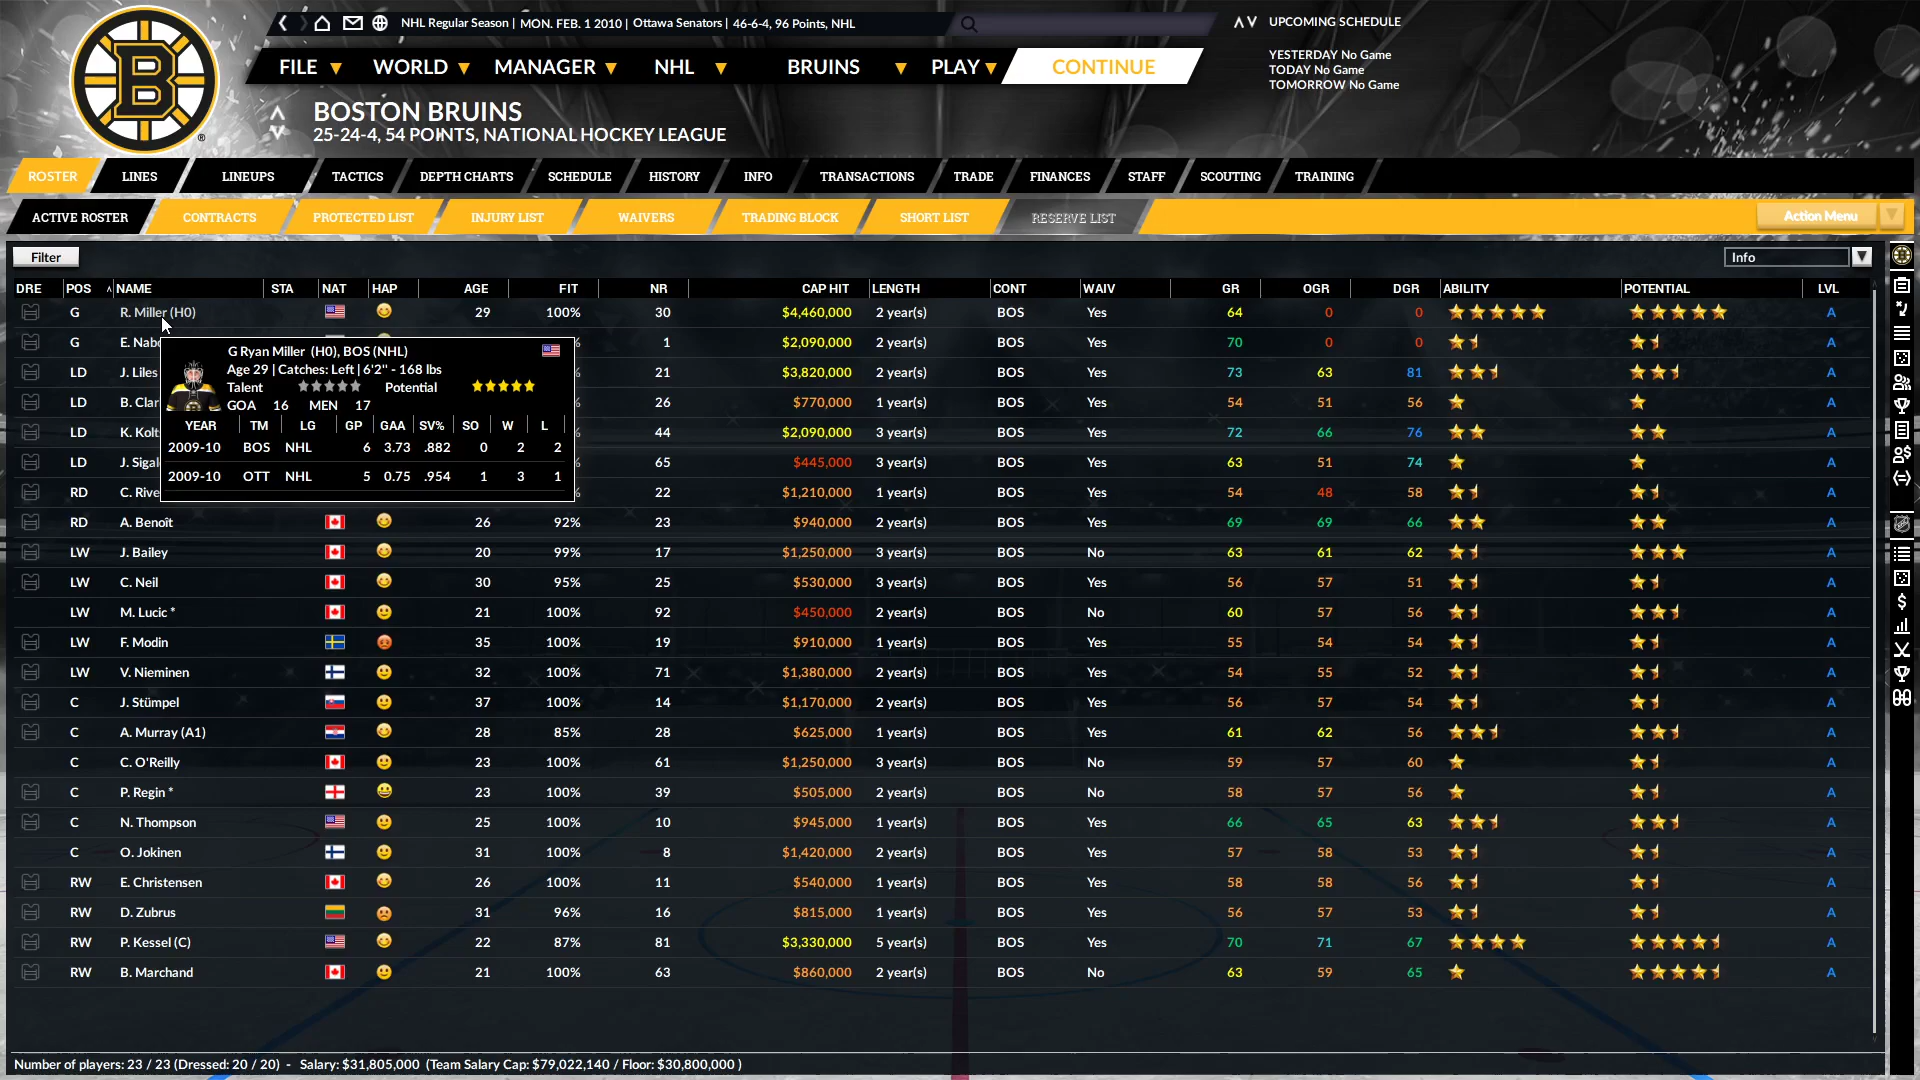 NHL Regular Season | MON. FEB. 1 2010 | Ottawa Senators | 46-6-4, 96 Points, NHL
UPCOMING SCHEDULE
YESTERDAY No Game
TODAY No Game
TOMORROW No Game
FILE WORLD MANAGER NHL BRUINS PLAY CONTINUE
B
BOSTON BRUINS
25-24-4, 54 POINTS, NATIONAL HOCKEY LEAGUE
ROSTER LINES LINEUPS TACTICS DEPTH CHARTS SCHEDULE HISTORY INFO TRANSACTIONS TRADE FINANCES STAFF SCOUTING TRAINING
ACTIVE ROSTER CONTRACTS PROTECTED LIST INJURY LIST WAIVERS TRADING BLOCK SHORT LIST RESERVE LIST Action Menu
Filter Info
DRE POS NAME STA NAT HAP AGE FIT NR CAP HIT LENGTH CONT WAIV GR OGR DGR ABILITY POTENTIAL LVL
G R. Miller (H0) 29 100% 30 $4,460,000 2 year(s) BOS Yes 64 0 0 A
G E. Nabo % 1 $2,090,000 2 year(s) BOS Yes 70 0 0 A
LD J. Liles % 21 $3,820,000 2 year(s) BOS Yes 73 63 81 A
LD B. Clar % 26 $770,000 1 year(s) BOS Yes 54 51 56 A
LD K. Kolt % 44 $2,090,000 3 year(s) BOS Yes 72 66 76 A
LD J. Sigal % 65 $445,000 3 year(s) BOS Yes 63 51 74 A
RD C. Rive % 22 $1,210,000 1 year(s) BOS Yes 54 48 58 A
G Ryan Miller (H0), BOS (NHL)
Age 29 | Catches: Left | 6'2" - 168 lbs
Talent Potential
GOA 16 MEN 17
YEAR TM LG GP GAA SV% SO W L
2009-10 BOS NHL 6 3.73 .882 0 2 2
2009-10 OTT NHL 5 0.75 .954 1 3 1
RD A. Benoît 26 92% 23 $940,000 2 year(s) BOS Yes 69 69 66 A
LW J. Bailey 20 99% 17 $1,250,000 3 year(s) BOS No 63 61 62 A
LW C. Neil 30 95% 25 $530,000 3 year(s) BOS Yes 56 57 51 A
LW M. Lucic * 21 100% 92 $450,000 2 year(s) BOS No 60 57 56 A
LW F. Modin 35 100% 19 $910,000 1 year(s) BOS Yes 55 54 54 A
LW V. Nieminen 32 100% 71 $1,380,000 2 year(s) BOS Yes 54 55 52 A
C J. Stümpel 37 100% 14 $1,170,000 2 year(s) BOS Yes 56 57 54 A
C A. Murray (A1) 28 85% 28 $625,000 1 year(s) BOS Yes 61 62 56 A
C C. O'Reilly 23 100% 61 $1,250,000 3 year(s) BOS No 59 57 60 A
C P. Regin * 23 100% 39 $505,000 2 year(s) BOS No 58 57 56 A
C N. Thompson 25 100% 10 $945,000 1 year(s) BOS Yes 66 65 63 A
C O. Jokinen 31 100% 8 $1,420,000 2 year(s) BOS Yes 57 58 53 A
RW E. Christensen 26 100% 11 $540,000 1 year(s) BOS Yes 58 58 56 A
RW D. Zubrus 31 96% 16 $815,000 1 year(s) BOS Yes 56 57 53 A
RW P. Kessel (C) 22 87% 81 $3,330,000 5 year(s) BOS Yes 70 71 67 A
RW B. Marchand 21 100% 63 $860,000 2 year(s) BOS No 63 59 65 A
Number of players: 23 / 23 (Dressed: 20 / 20) - Salary: $31,805,000 (Team Salary Cap: $79,022,140 / Floor: $30,800,000 )